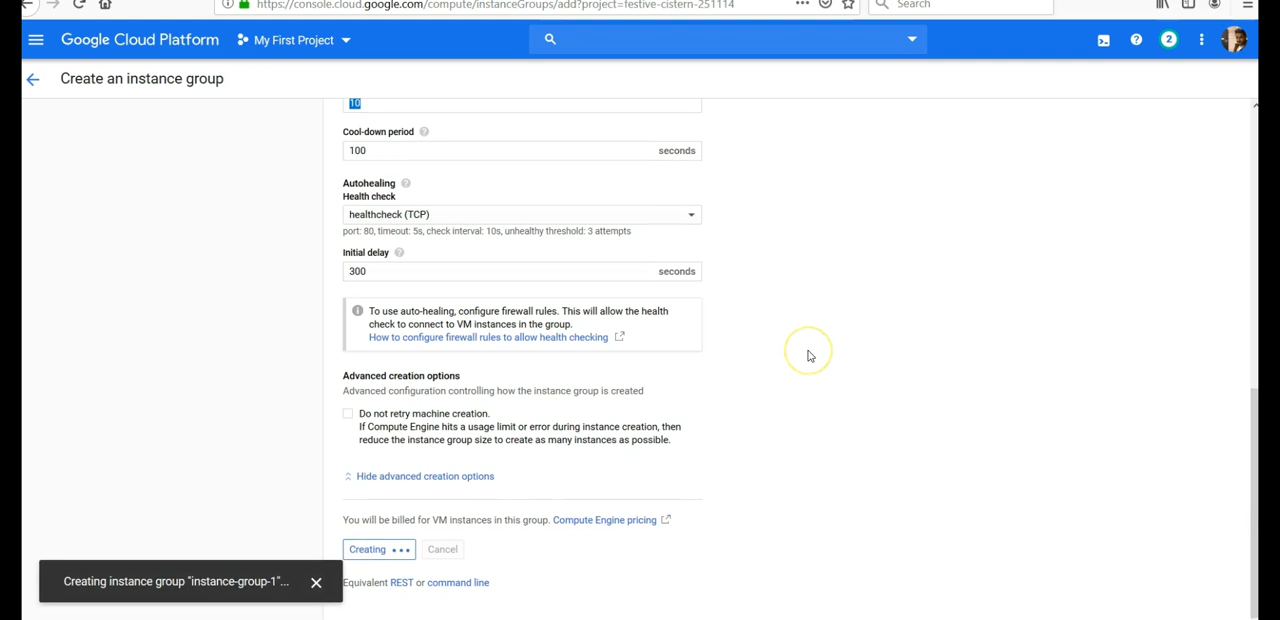 https://console.cloud.google.com/compute/instanceGroups/add?project=festive-cistern-251114
Search
Google Cloud Platform
My First Project
2
Create an instance group
10
Cool-down period
100 seconds
Autohealing
Health check
healthcheck (TCP)
port: 80, timeout: 5s, check interval: 10s, unhealthy threshold: 3 attempts
Initial delay
300 seconds
To use auto-healing, configure firewall rules. This will allow the health
check to connect to VM instances in the group.
How to configure firewall rules to allow health checking
Advanced creation options
Advanced configuration controlling how the instance group is created
Do not retry machine creation.
If Compute Engine hits a usage limit or error during instance creation, then
reduce the instance group size to create as many instances as possible.
Hide advanced creation options
You will be billed for VM instances in this group. Compute Engine pricing
Creating Cancel
Creating instance group "instance-group-1"...
Equivalent REST or command line